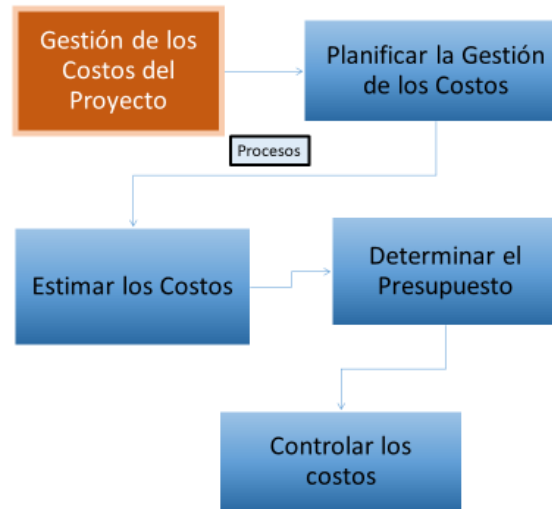 Gestión de los
Costos del
Proyecto
Planificar la Gestión
de los Costos
Procesos
Estimar los Costos
Determinar el
Presupuesto
Controlar los
costos